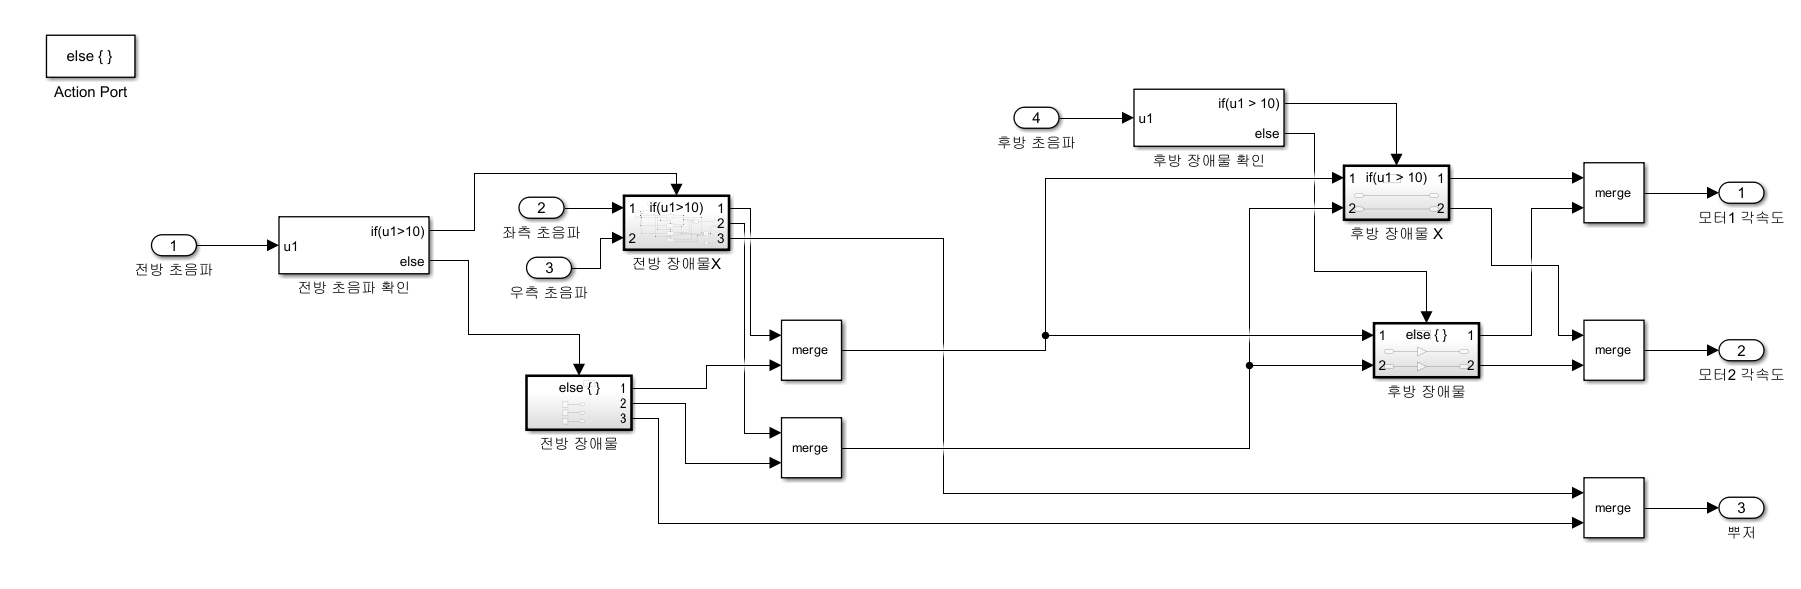 else { }
Action Port
1
전방 초음파
u1
if(u1>10)
else
전방 초음파 확인
2
좌측 초음파
3
우측 초음파
1
2
if(u1>10)
1
2
3
전방 장애물X
else { }
1
2
3
전방 장애물
merge
merge
4
후방 초음파
u1
if(u1 > 10)
else
후방 장애물 확인
1
2
if(u1 > 10)
1
2
후방 장애물 X
1
2
else { }
1
2
후방 장애물
merge
1
모터1 각속도
merge
2
모터2 각속도
merge
3
뿌저